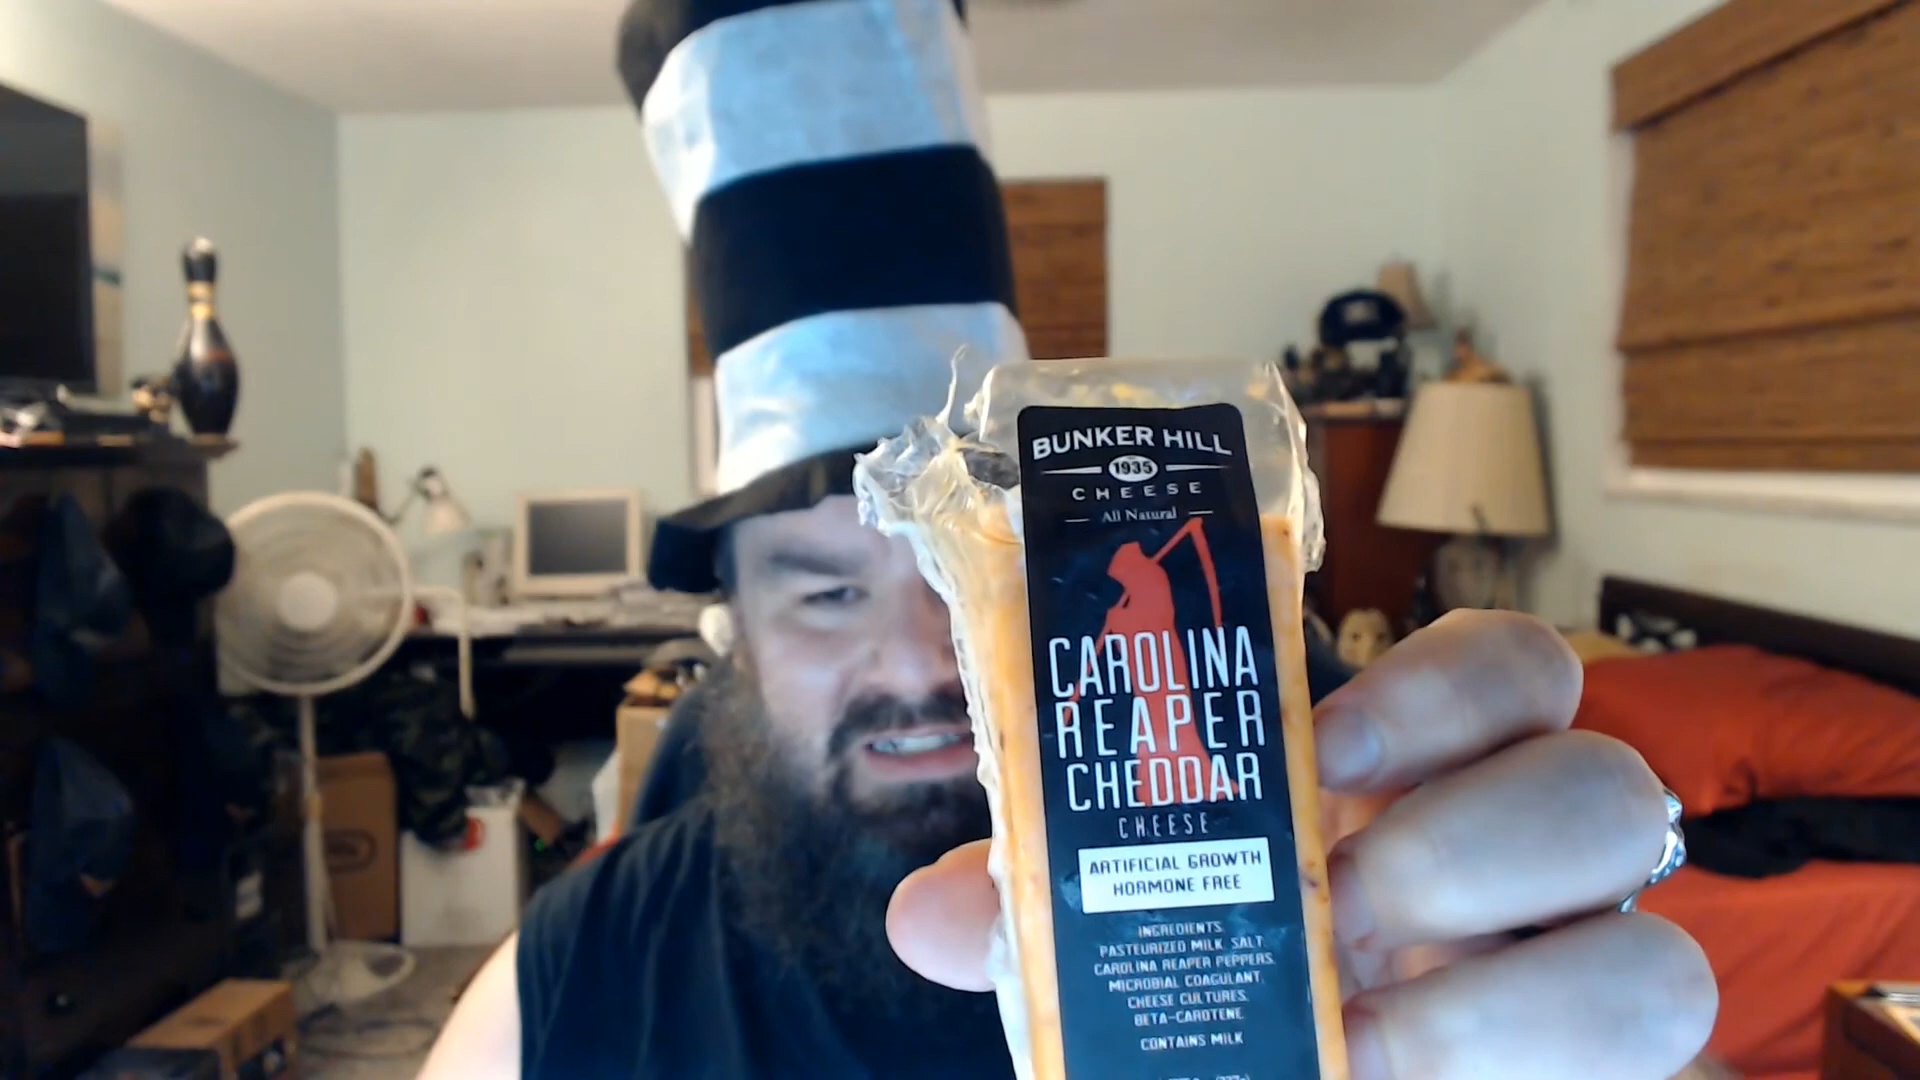 BUNKER HILL
1935
CHEESE
All Natural
CAROLINA
REAPER
CHEDDAR
CHEESE
ARTIFICIAL GROWTH
HORMONE FREE
INGREDIENTS:
PASTEURIZED MILK, SALT,
CAROLINA REAPER PEPPERS,
MICROBIAL COAGULANT,
CHEESE CULTURES,
BETA-CAROTENE.
CONTAINS MILK